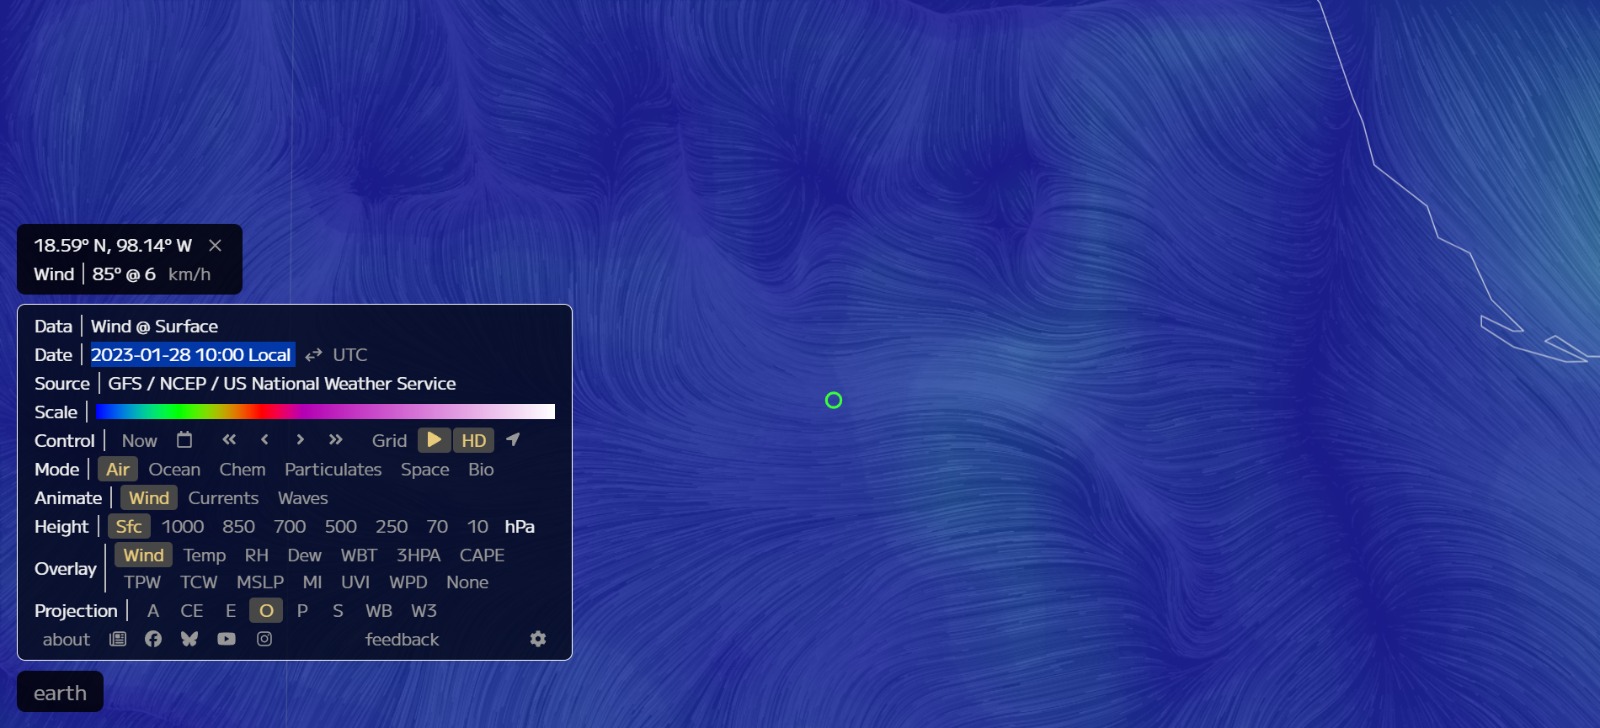 18.59° N, 98.14° W ×
Wind | 85° @ 6 km/h
Data | Wind @ Surface
Date | 2023-01-28 10:00 Local ⇄ UTC
Source | GFS / NCEP / US National Weather Service
Scale |
Control | Now « ‹ › » Grid HD
Mode | Air Ocean Chem Particulates Space Bio
Animate | Wind Currents Waves
Height | Sfc 1000 850 700 500 250 70 10 hPa
Overlay | Wind Temp RH Dew WBT 3HPA CAPE
TPW TCW MSLP MI UVI WPD None
Projection | A CE E O P S WB W3
about feedback
earth